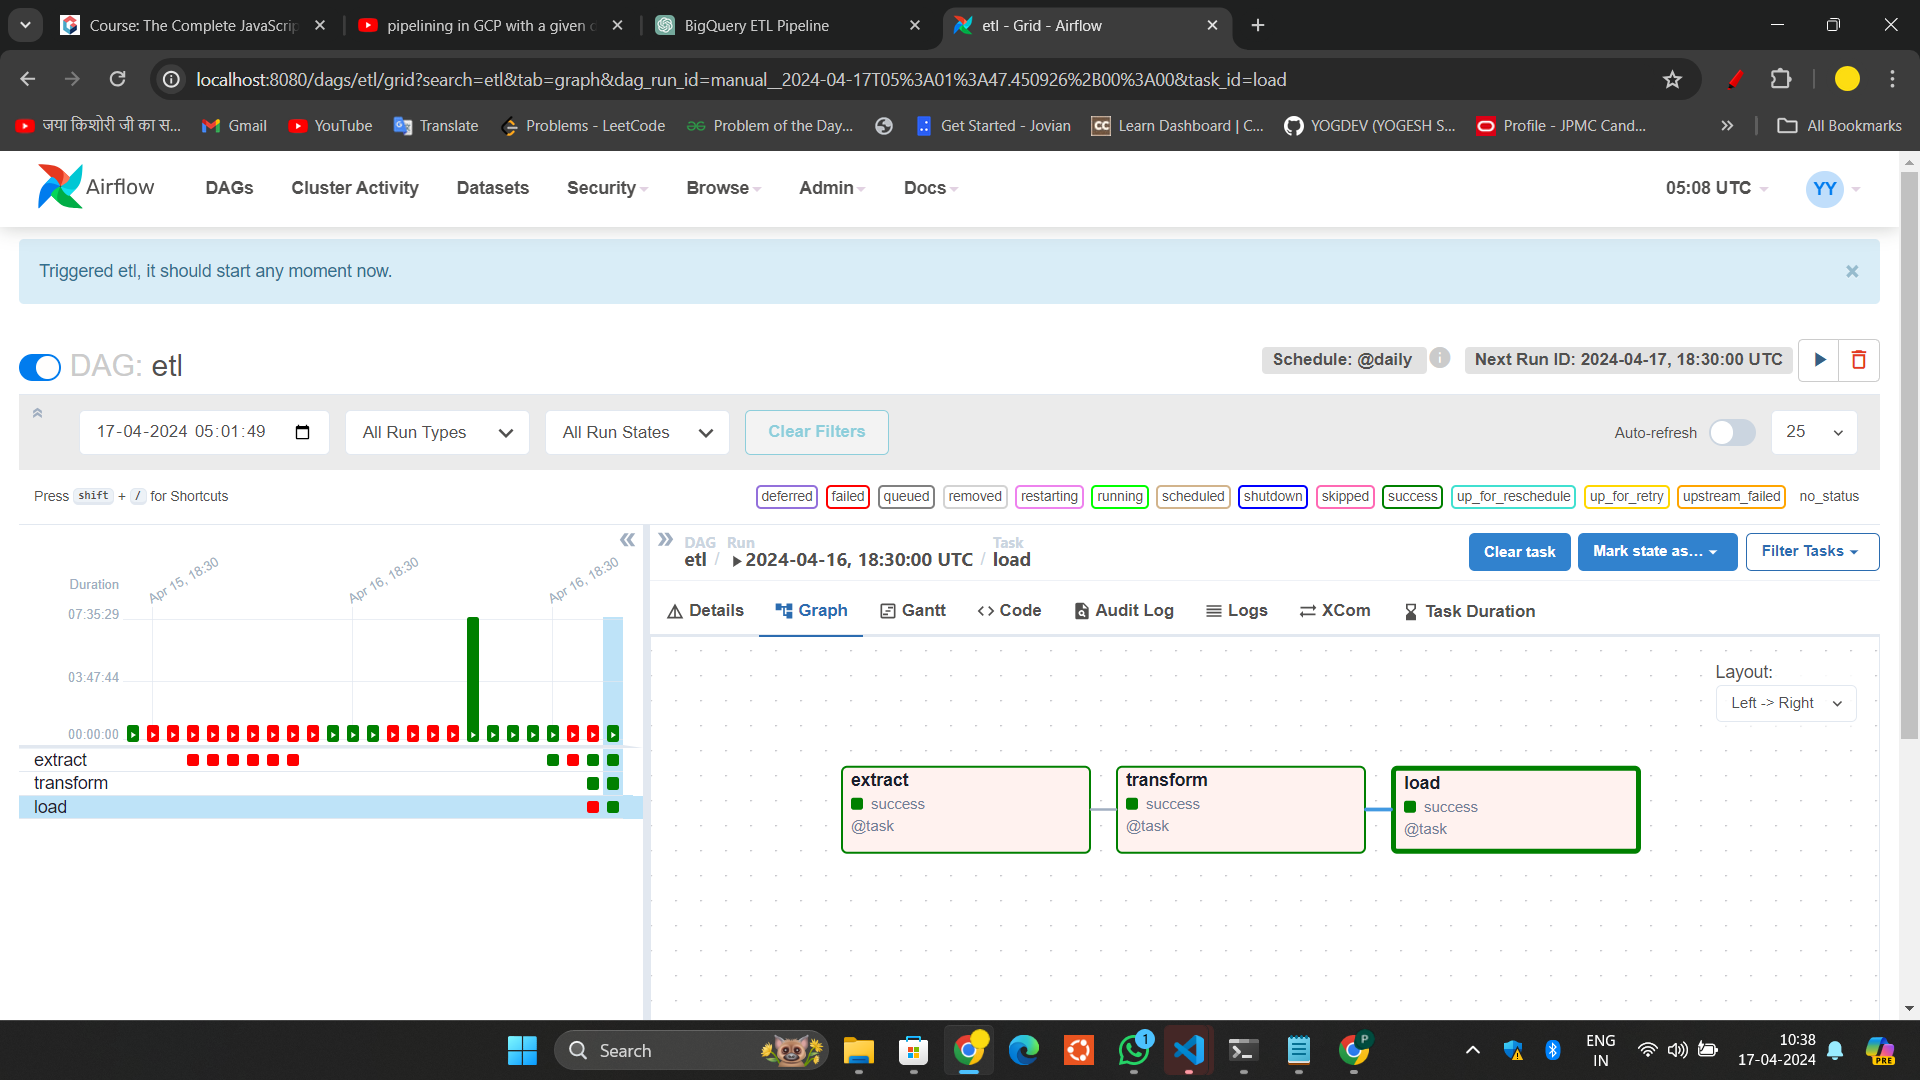 Course: The Complete JavaScrip
pipelining in GCP with a given d
BigQuery ETL Pipeline
etl - Grid - Airflow
localhost:8080/dags/etl/grid?search=etl&tab=graph&dag_run_id=manual__2024-04-17T05%3A01%3A47.450926%2B00%3A00&task_id=load
जया किशोरी जी का स...
Gmail
YouTube
Translate
Problems - LeetCode
Problem of the Day...
Get Started - Jovian
CC
Learn Dashboard | C...
YOGDEV (YOGESH S...
Profile - JPMC Cand...
All Bookmarks
Airflow
DAGs
Cluster Activity
Datasets
Security
Browse
Admin
Docs
05:08 UTC
YY
Triggered etl, it should start any moment now.
×
DAG: etl
Schedule: @daily
i
Next Run ID: 2024-04-17, 18:30:00 UTC
17-04-2024 05:01:49
All Run Types
All Run States
Clear Filters
Auto-refresh
25
Press shift + / for Shortcuts
deferred
failed
queued
removed
restarting
running
scheduled
shutdown
skipped
success
up_for_reschedule
up_for_retry
upstream_failed
no_status
Duration
07:35:29
03:47:44
00:00:00
Apr 15, 18:30
Apr 16, 18:30
Apr 16, 18:30
extract
transform
load
DAG
etl
/
Run
2024-04-16, 18:30:00 UTC
/
Task
load
Clear task
Mark state as...
Filter Tasks
Details
Graph
Gantt
Code
Audit Log
Logs
XCom
Task Duration
Layout:
Left -> Right
extract
success
@task
transform
success
@task
load
success
@task
Search
1
P
ENG
IN
10:38
17-04-2024
PRE